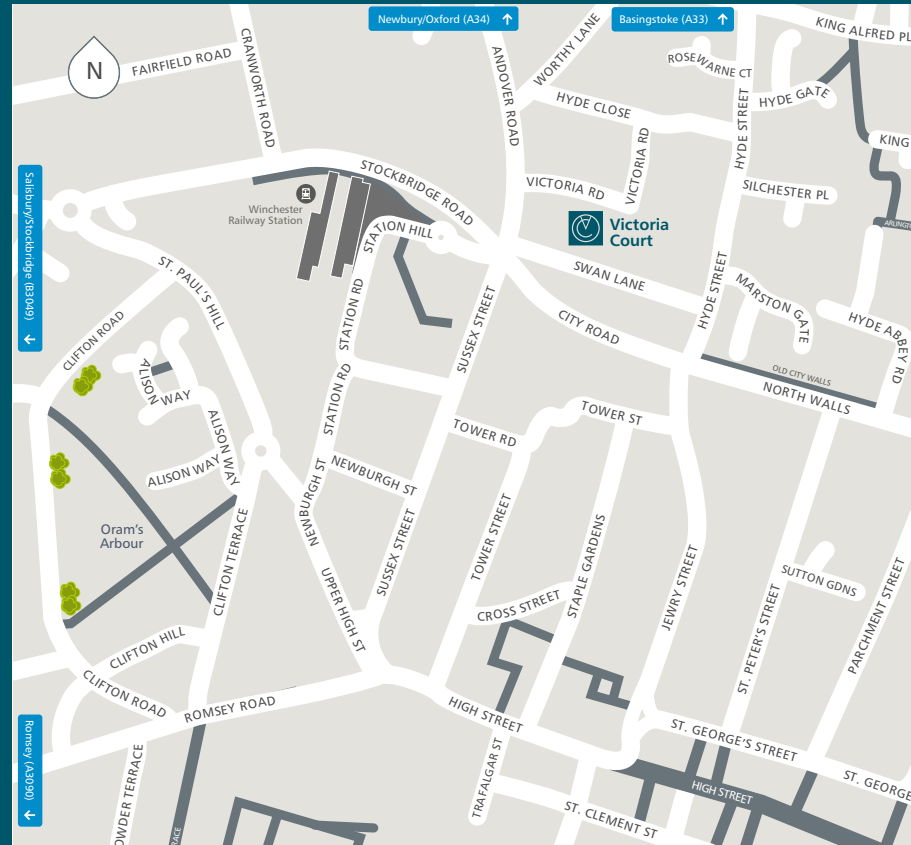 Newbury/Oxford (A34)
Basingstoke (A33)
KING ALFRED PL
N
FAIRFIELD ROAD
CRANWORTH ROAD
ANDOVER ROAD
WORTHY LANE
ROSEWARNE CT
HYDE CLOSE
HYDE STREET
HYDE GATE
KING
VICTORIA RD
VICTORIA RD
SILCHESTER PL
STOCKBRIDGE ROAD
Winchester
Railway Station
STATION HILL
Victoria
Court
Salisbury/Stockbridge (B3049)
ST. PAUL'S HILL
SWAN LANE
HYDE STREET
MARSTON GATE
HYDE ABBEY RD
CLIFTON ROAD
STATION RD
SUSSEX STREET
CITY ROAD
OLD CITY WALLS
NORTH WALLS
ALISON WAY
STATION RD
ALISON WAY
TOWER ST
TOWER RD
ALISON WAY
NEWBURGH ST
NEWBURGH ST
Oram's
Arbour
CLIFTON TERRACE
UPPER HIGH ST
SUSSEX STREET
TOWER STREET
STAPLE GARDENS
JEWRY STREET
CROSS STREET
SUTTON GDNS
ST. PETER'S STREET
PARCHMENT STREET
CLIFTON HILL
CLIFTON ROAD
ROMSEY ROAD
HIGH STREET
ST. GEORGE'S STREET
ST. GEORGE
Romsey (A3090)
TRAFALGAR ST
HIGH STREET
ST. CLEMENT ST